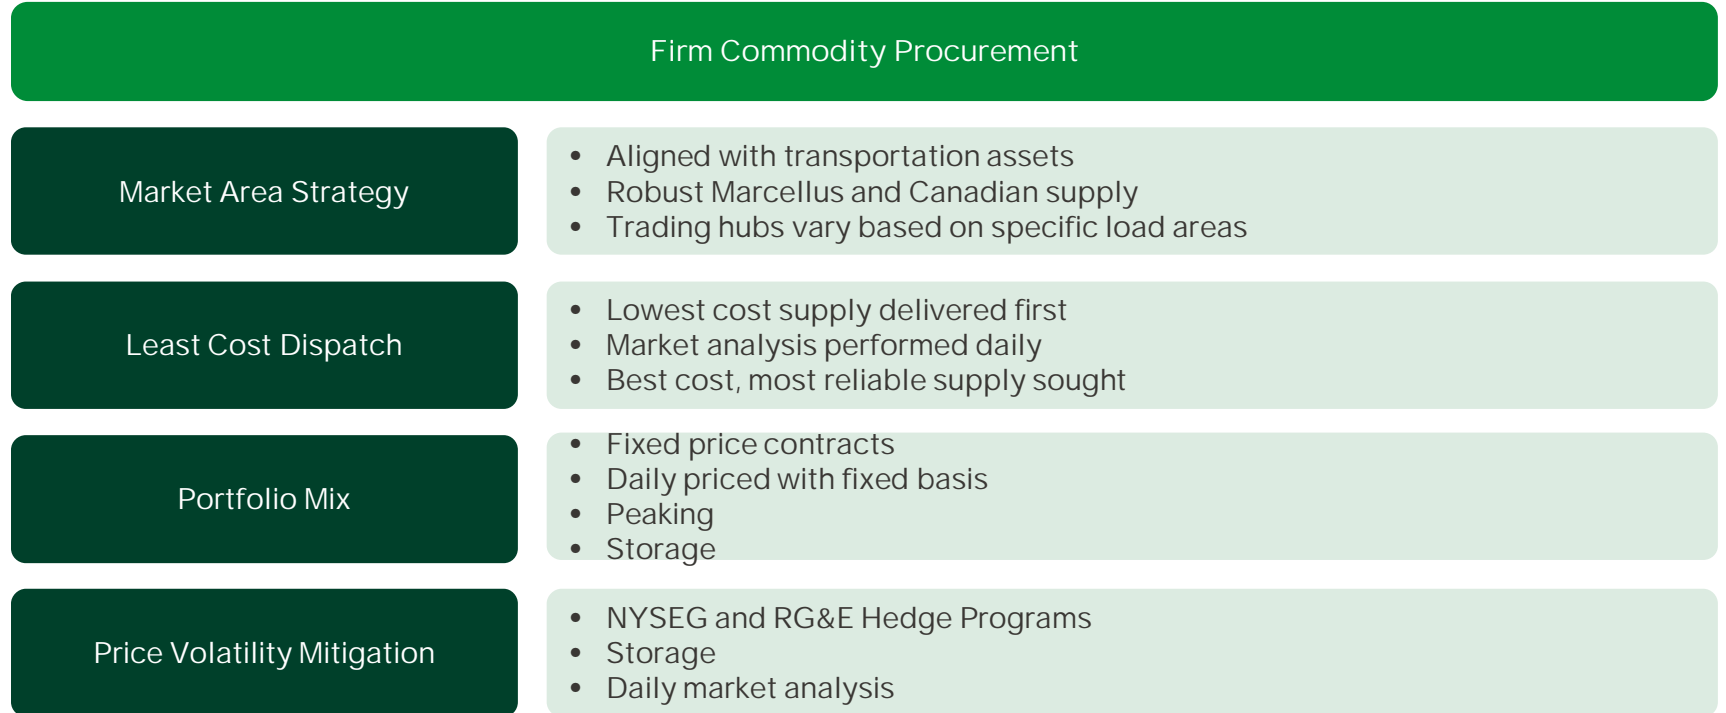 Firm Commodity Procurement
Market Area Strategy
• Aligned with transportation assets
• Robust Marcellus and Canadian supply
• Trading hubs vary based on specific load areas
Least Cost Dispatch
• Lowest cost supply delivered first
• Market analysis performed daily
• Best cost, most reliable supply sought
Portfolio Mix
• Fixed price contracts
• Daily priced with fixed basis
• Peaking
• Storage
Price Volatility Mitigation
• NYSEG and RG&E Hedge Programs
• Storage
• Daily market analysis